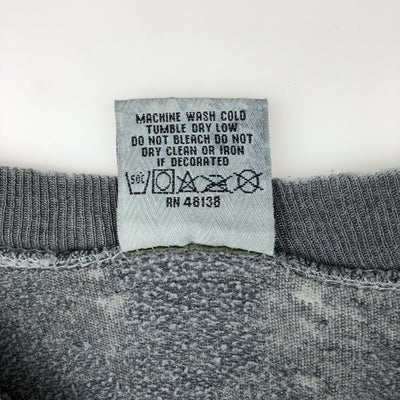 MACHINE WASH COLD
TUMBLE DRY LOW
DO NOT BLEACH DO NOT
DRY CLEAN OR IRON
IF DECORATED
50C
RN 48138